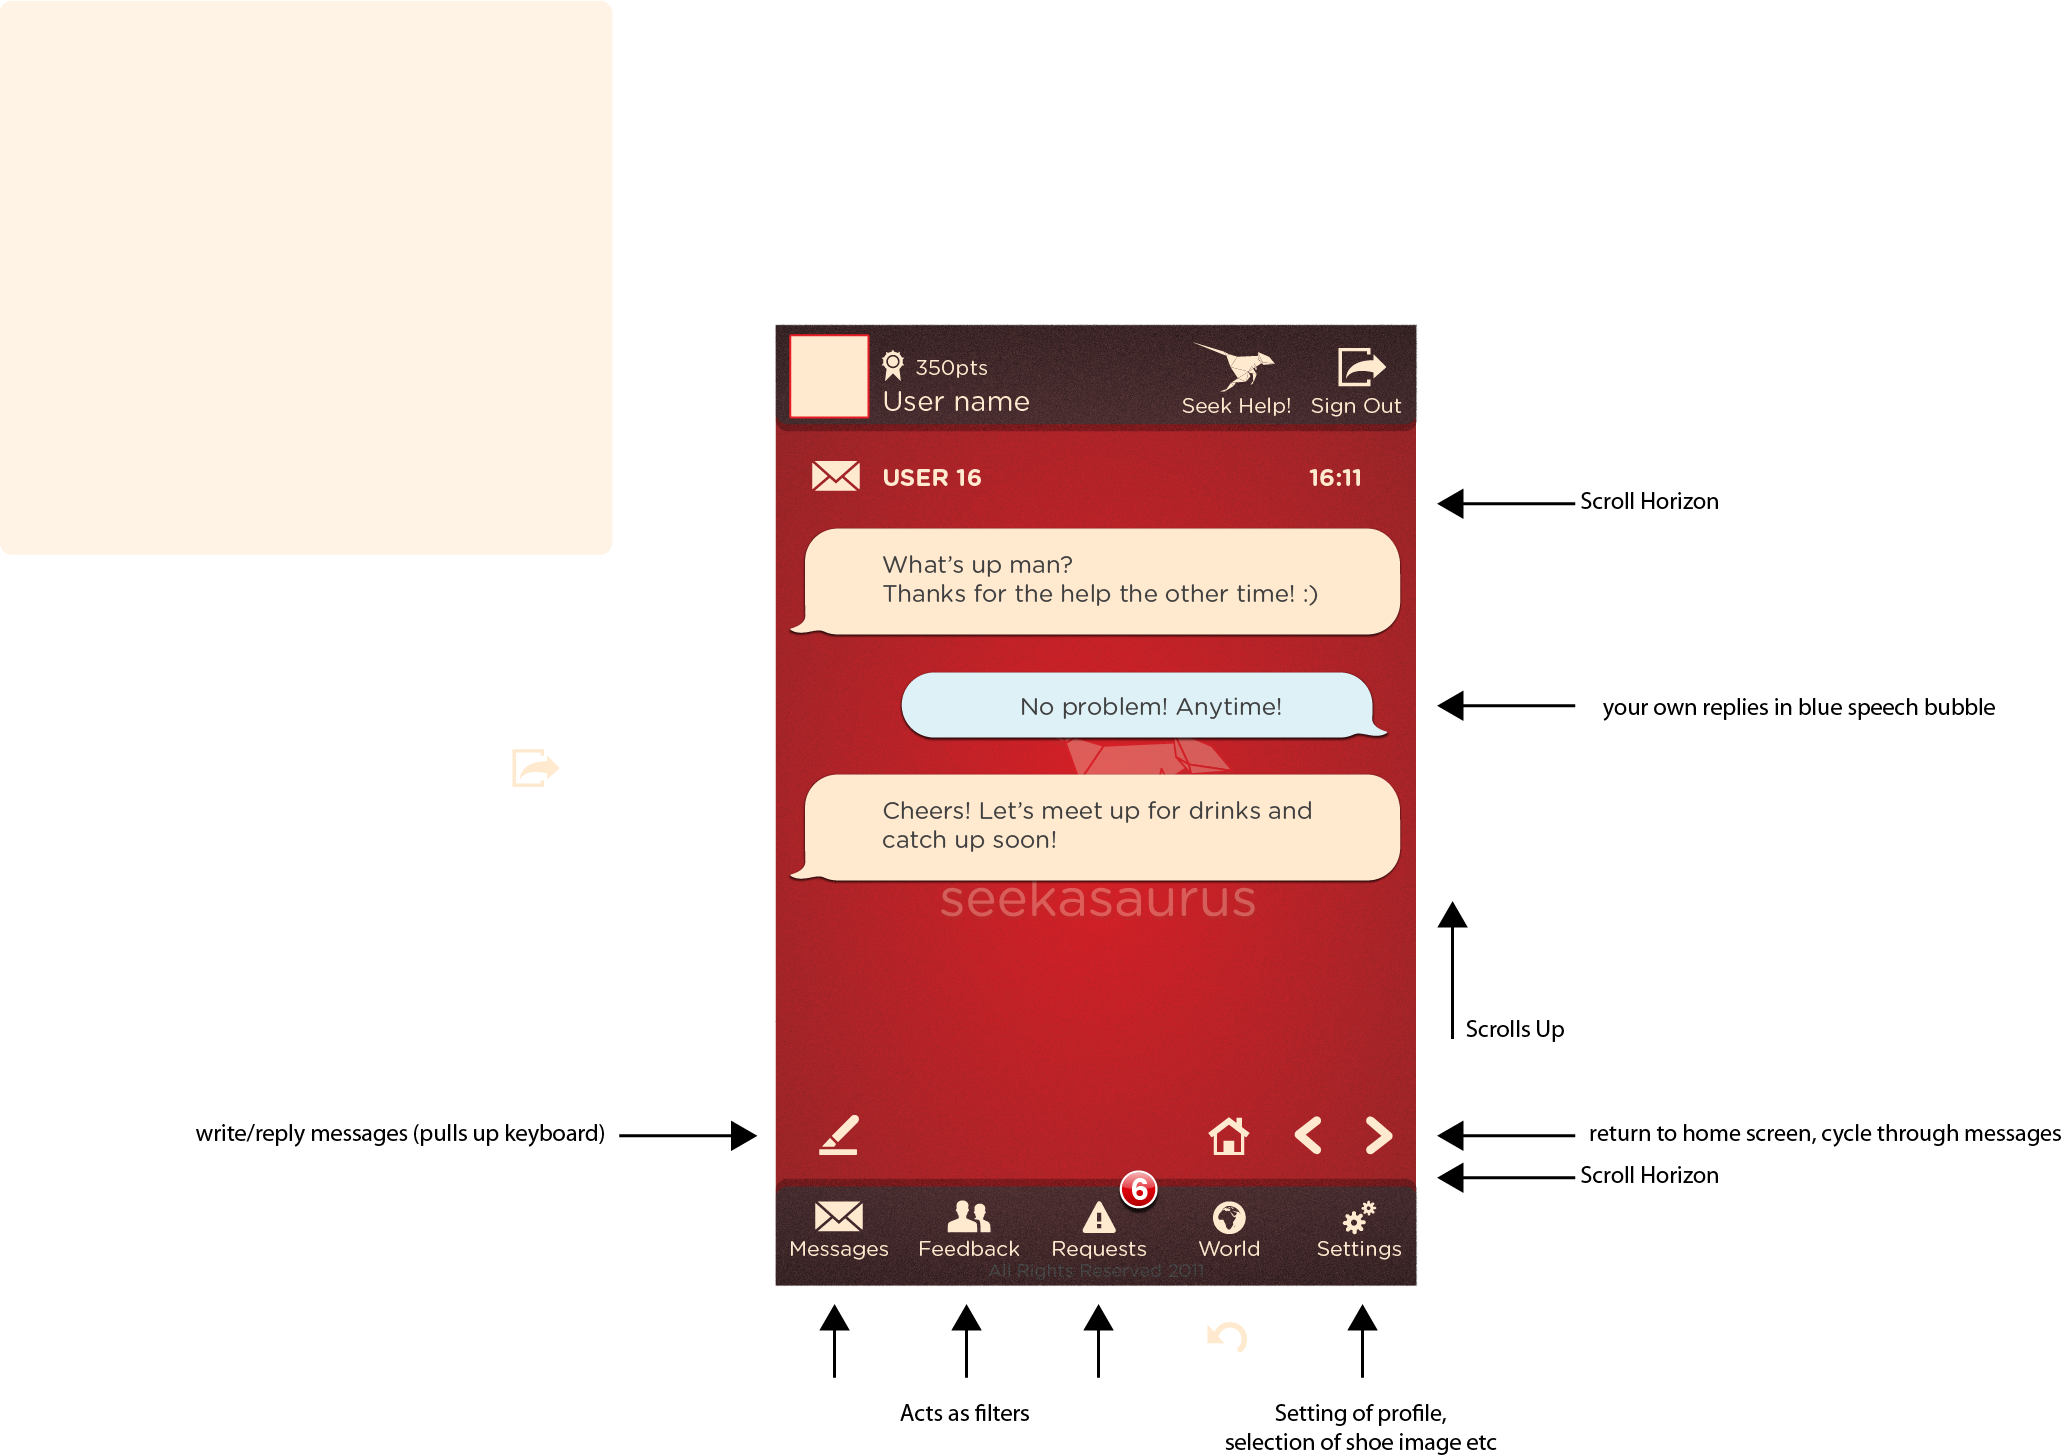 350pts
User name
Seek Help!
Sign Out
USER 16
16:11
Scroll Horizon
What's up man?
Thanks for the help the other time! :)
No problem! Anytime!
your own replies in blue speech bubble
Cheers! Let's meet up for drinks and
catch up soon!
seekasaurus
Scrolls Up
write/reply messages (pulls up keyboard)
return to home screen, cycle through messages
Scroll Horizon
6
Messages
Feedback
Requests
World
Settings
All Rights Reserved 2011
Acts as filters
Setting of profile,
selection of shoe image etc